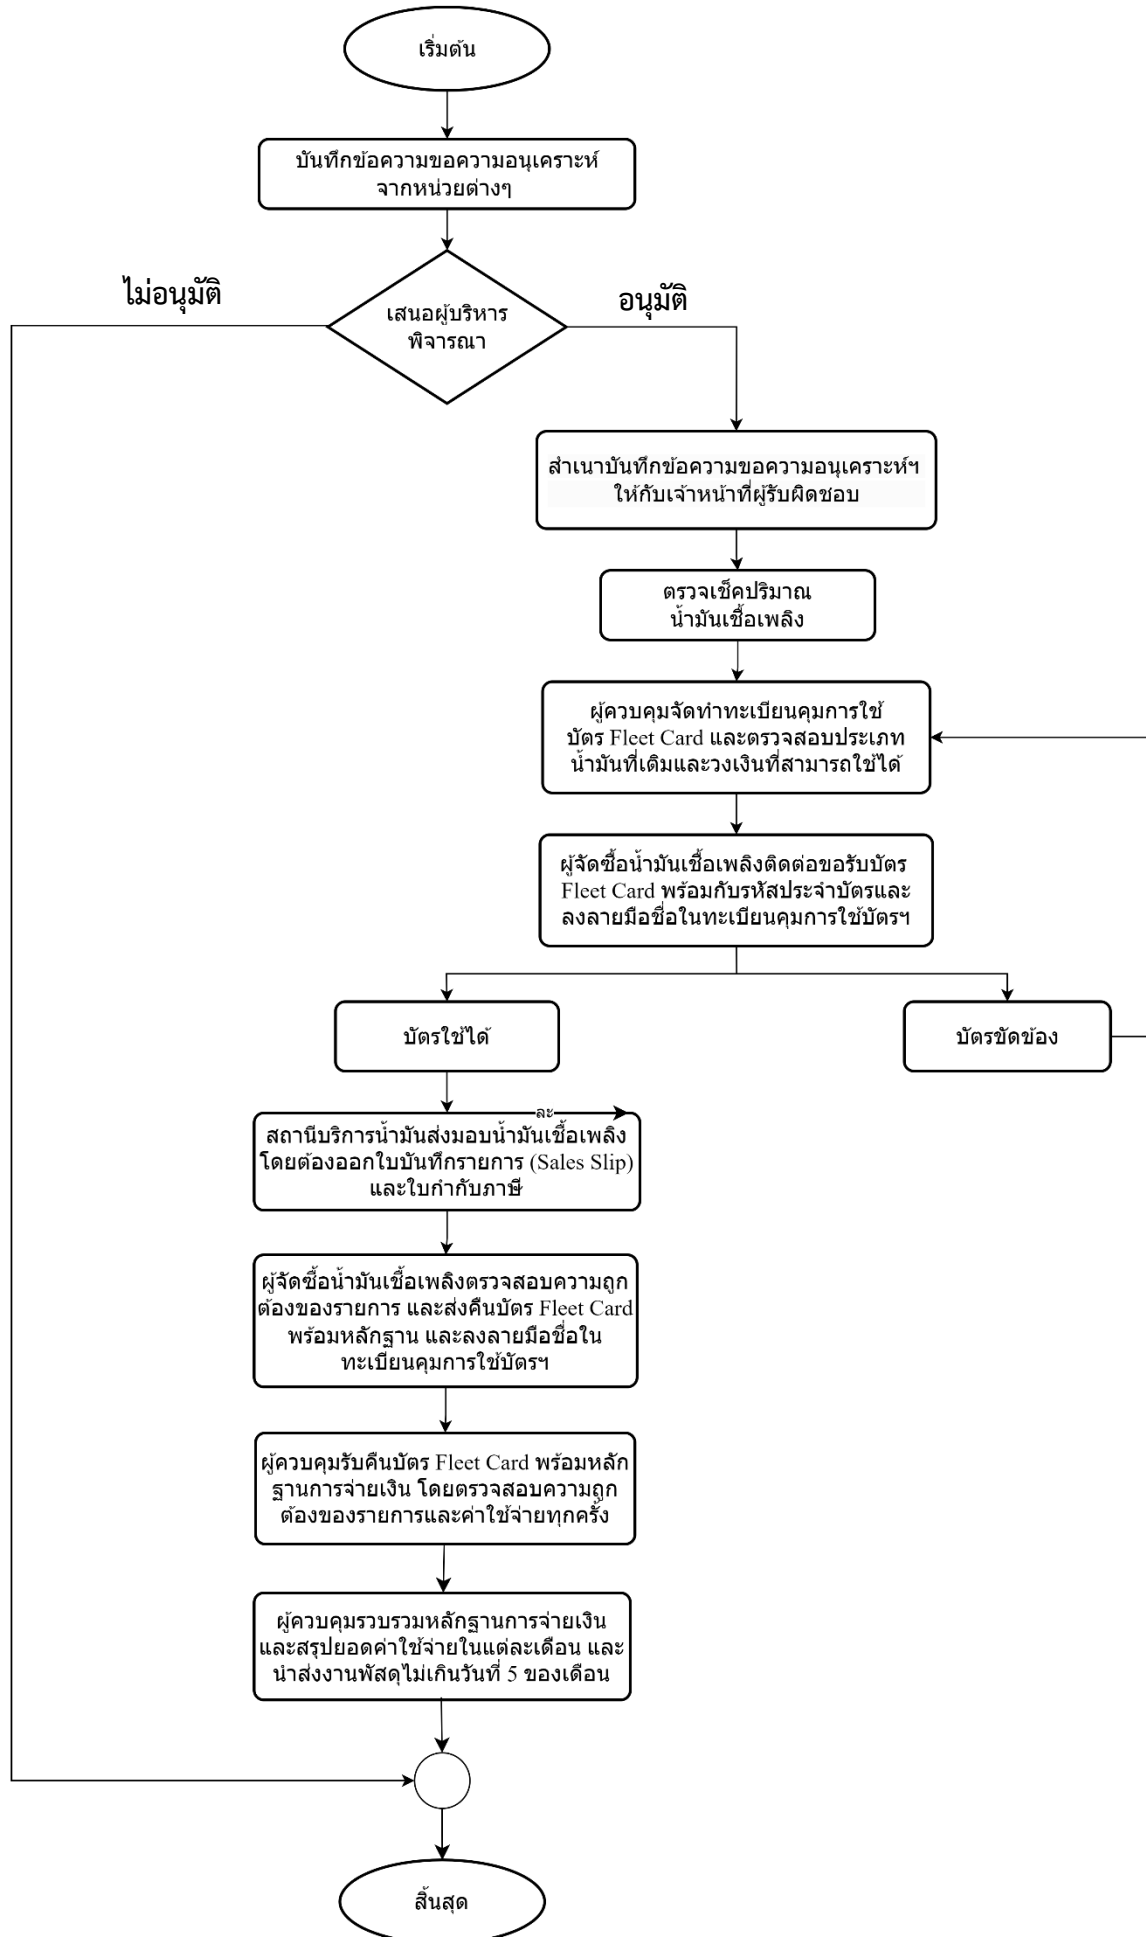 เริ่มต้น
บันทึกข้อความขอความอนุเคราะห์
จากหน่วยต่างๆ
ไม่อนุมัติ
เสนอผู้บริหาร
พิจารณา
อนุมัติ
สำเนาบันทึกข้อความขอความอนุเคราะห์ฯ
ให้กับเจ้าหน้าที่ผู้รับผิดชอบ
ตรวจเช็คปริมาณ
น้ำมันเชื้อเพลิง
ผู้ควบคุมจัดทำทะเบียนคุมการใช้
บัตร Fleet Card และตรวจสอบประเภท
น้ำมันที่เติมและวงเงินที่สามารถใช้ได้
ผู้จัดซื้อน้ำมันเชื้อเพลิงติดต่อขอรับบัตร
Fleet Card พร้อมกับรหัสประจำบัตรและ
ลงลายมือชื่อในทะเบียนคุมการใช้บัตรฯ
บัตรใช้ได้
บัตรขัดข้อง
ละ
สถานีบริการน้ำมันส่งมอบน้ำมันเชื้อเพลิง
โดยต้องออกใบบันทึกรายการ (Sales Slip)
และใบกำกับภาษี
ผู้จัดซื้อน้ำมันเชื้อเพลิงตรวจสอบความถูก
ต้องของรายการ และส่งคืนบัตร Fleet Card
พร้อมหลักฐาน และลงลายมือชื่อใน
ทะเบียนคุมการใช้บัตรฯ
ผู้ควบคุมรับคืนบัตร Fleet Card พร้อมหลัก
ฐานการจ่ายเงิน โดยตรวจสอบความถูก
ต้องของรายการและค่าใช้จ่ายทุกครั้ง
ผู้ควบคุมรวบรวมหลักฐานการจ่ายเงิน
และสรุปยอดค่าใช้จ่ายในแต่ละเดือน และ
นำส่งงานพัสดุไม่เกินวันที่ 5 ของเดือน
สิ้นสุด